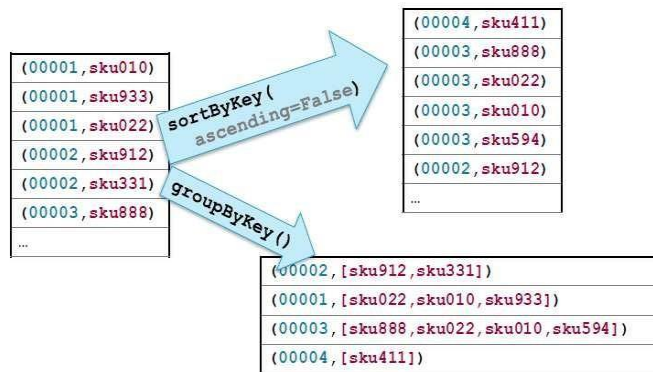 (00001,sku010)
(00001,sku933)
(00001,sku022)
(00002,sku912)
(00002,sku331)
(00003,sku888)
…
sortByKey(
ascending=False)
(00004,sku411)
(00003,sku888)
(00003,sku022)
(00003,sku010)
(00003,sku594)
(00002,sku912)
…
groupByKey()
(00002,[sku912,sku331])
(00001,[sku022,sku010,sku933])
(00003,[sku888,sku022,sku010,sku594])
(00004,[sku411])